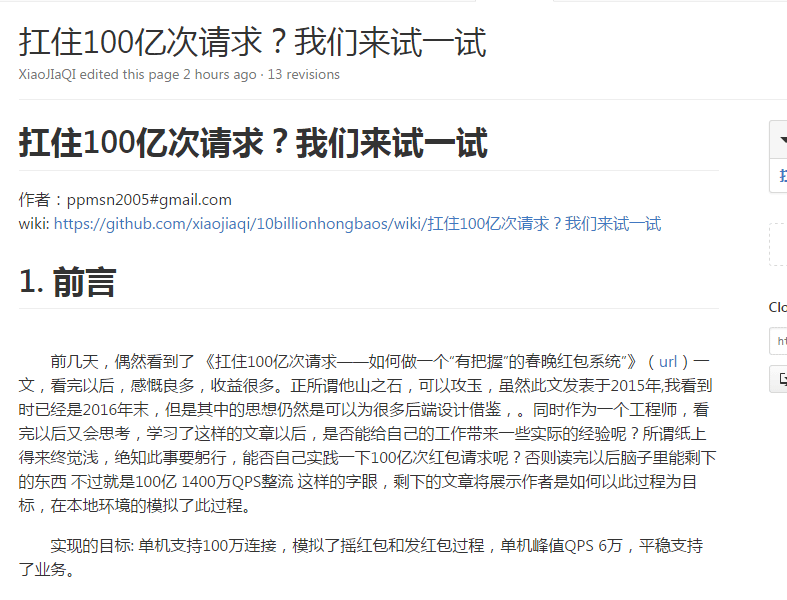 扛住100亿次请求？我们来试一试
XiaoJIaQI edited this page 2 hours ago · 13 revisions
扛住100亿次请求？我们来试一试
作者：ppmsn2005#gmail.com
wiki: https://github.com/xiaojiaqi/10billionhongbaos/wiki/扛住100亿次请求？我们来试一试
1. 前言
前几天，偶然看到了 《扛住100亿次请求——如何做一个“有把握”的春晚红包系统”》（url）一
文，看完以后，感慨良多，收益很多。正所谓他山之石，可以攻玉，虽然此文发表于2015年,我看到
时已经是2016年末，但是其中的思想仍然是可以为很多后端设计借鉴，。同时作为一个工程师，看
完以后又会思考，学习了这样的文章以后，是否能给自己的工作带来一些实际的经验呢？所谓纸上
得来终觉浅，绝知此事要躬行，能否自己实践一下100亿次红包请求呢？否则读完以后脑子里能剩下
的东西 不过就是100亿 1400万QPS整流 这样的字眼，剩下的文章将展示作者是如何以此过程为目
标，在本地环境的模拟了此过程。
实现的目标: 单机支持100万连接，模拟了摇红包和发红包过程，单机峰值QPS 6万，平稳支持
了业务。
Clo